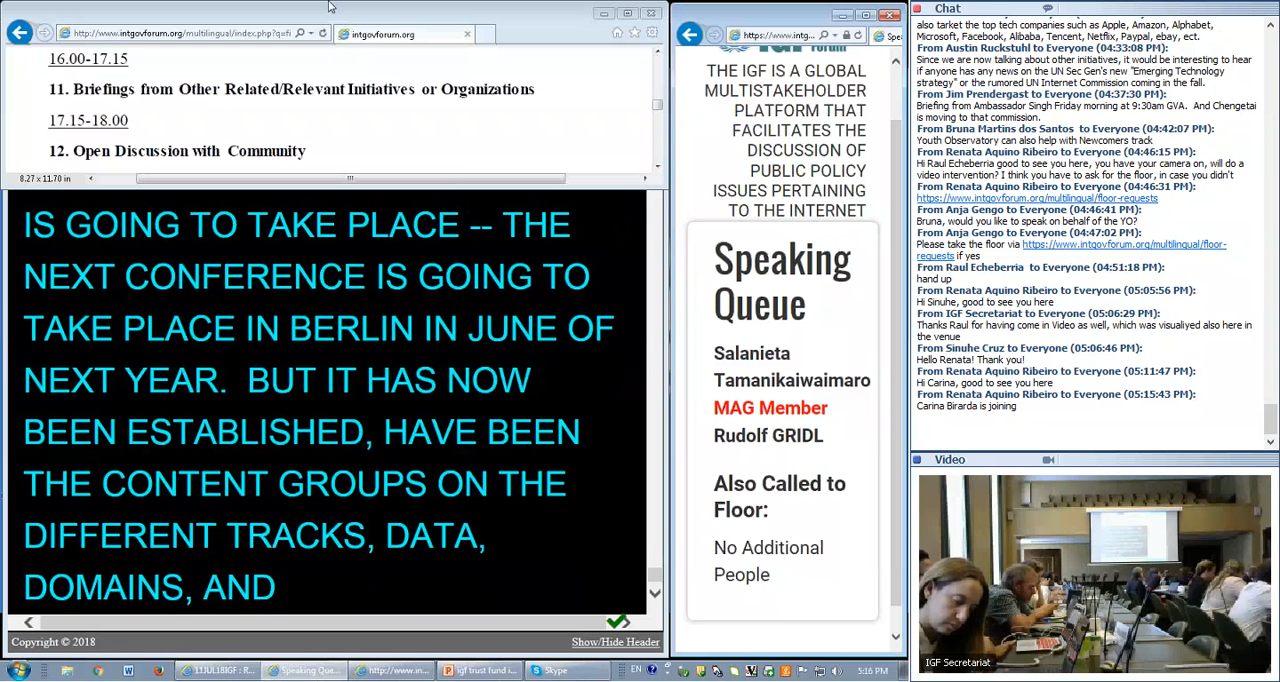 http://www.intgovforum.org/multilingual/index.php?q=fi
intgovforum.org
16.00-17.15
11. Briefings from Other Related/Relevant Initiatives or Organizations
17.15-18.00
12. Open Discussion with Community
8.27 x 11.70 in
IS GOING TO TAKE PLACE -- THE
NEXT CONFERENCE IS GOING TO
TAKE PLACE IN BERLIN IN JUNE OF
NEXT YEAR.  BUT IT HAS NOW
BEEN ESTABLISHED, HAVE BEEN
THE CONTENT GROUPS ON THE
DIFFERENT TRACKS, DATA,
DOMAINS, AND
Copyright © 2018
Show/Hide Header
https://www.intg...
Spe
Forum
THE IGF IS A GLOBAL
MULTISTAKEHOLDER
PLATFORM THAT
FACILITATES THE
DISCUSSION OF
PUBLIC POLICY
ISSUES PERTAINING
TO THE INTERNET
Speaking
Queue
Salanieta
Tamanikaiwaimaro
MAG Member
Rudolf GRIDL
Also Called to
Floor:
No Additional
People
Chat
also tarket the top tech companies such as Apple, Amazon, Alphabet,
Microsoft, Facebook, Alibaba, Tencent, Netflix, Paypal, ebay, ect.
From Austin Ruckstuhl to Everyone (04:33:08 PM):
Since we are now talking about other initiatives, it would be interesting to hear
if anyone has any news on the UN Sec Gen's new "Emerging Technology
strategy" or the rumored UN Internet Commission coming in the fall.
From Jim Prendergast to Everyone (04:37:30 PM):
Briefing from Ambassador Singh Friday morning at 9:30am GVA.  And Chengetai
is moving to that commission.
From Bruna Martins dos Santos  to Everyone (04:42:07 PM):
Youth Observatory can also help with Newcomers track
From Renata Aquino Ribeiro to Everyone (04:46:15 PM):
Hi Raul Echeberria good to see you here, you have your camera on, will do a
video intervention? I think you have to ask for the floor, in case you didn't
From Renata Aquino Ribeiro to Everyone (04:46:31 PM):
https://www.intgovforum.org/multilingual/floor-requests
From Anja Gengo to Everyone (04:46:41 PM):
Bruna, would you like to speak on behalf of the YO?
From Anja Gengo to Everyone (04:47:02 PM):
Please take the floor via https://www.intgovforum.org/multilingual/floor-
requests if yes
From Raul Echeberria  to Everyone (04:51:18 PM):
hand up
From Renata Aquino Ribeiro to Everyone (05:05:56 PM):
Hi Sinuhe, good to see you here
From IGF Secretariat to Everyone (05:06:29 PM):
Thanks Raul for having come in Video as well, which was visualiyed also here in
the venue
From Sinuhe Cruz to Everyone (05:06:46 PM):
Hello Renata! Thank you!
From Renata Aquino Ribeiro to Everyone (05:11:47 PM):
Hi Carina, good to see you here
From Renata Aquino Ribeiro to Everyone (05:15:43 PM):
Carina Birarda is joining
Video
IGF Secretariat
11JUL18IGF : R...
Speaking Que...
http://www.in...
igf trust fund i...
Skype
EN
5:16 PM